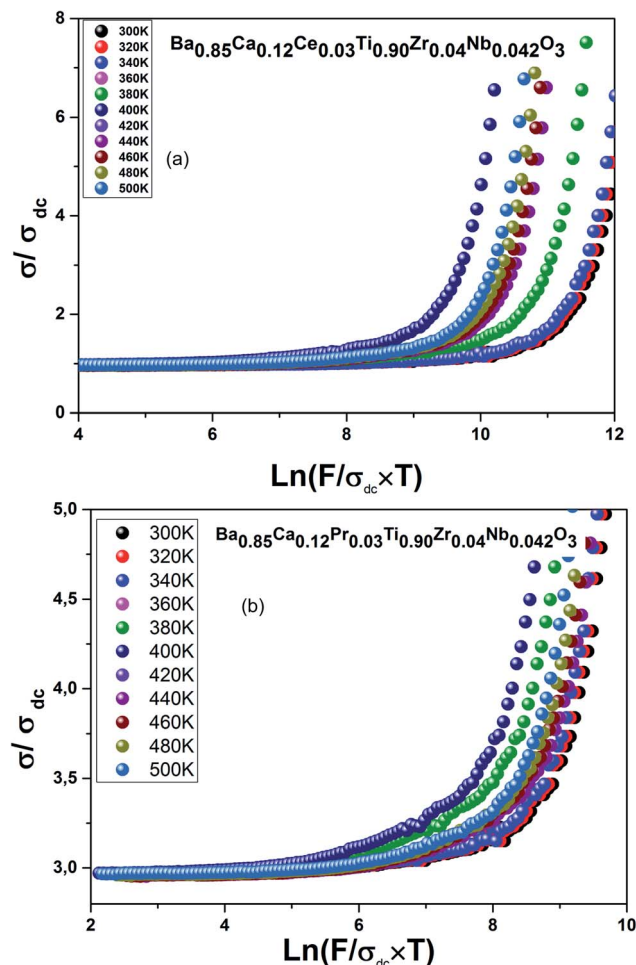 Ba0.85Ca0.12Ce0.03Ti0.90Zr0.04Nb0.042O3
300K
320K
340K
360K
380K
400K
420K
440K
460K
480K
500K
(a)
σ/ σdc
8
6
4
2
0
4
6
8
10
12
Ln(F/σdc×T)
Ba0.85Ca0.12Pr0.03Ti0.90Zr0.04Nb0.042O3
300K
320K
340K
360K
380K
400K
420K
440K
460K
480K
500K
(b)
σ/ σdc
5,0
4,5
4,0
3,5
3,0
2
4
6
8
10
Ln(F/σdc×T)